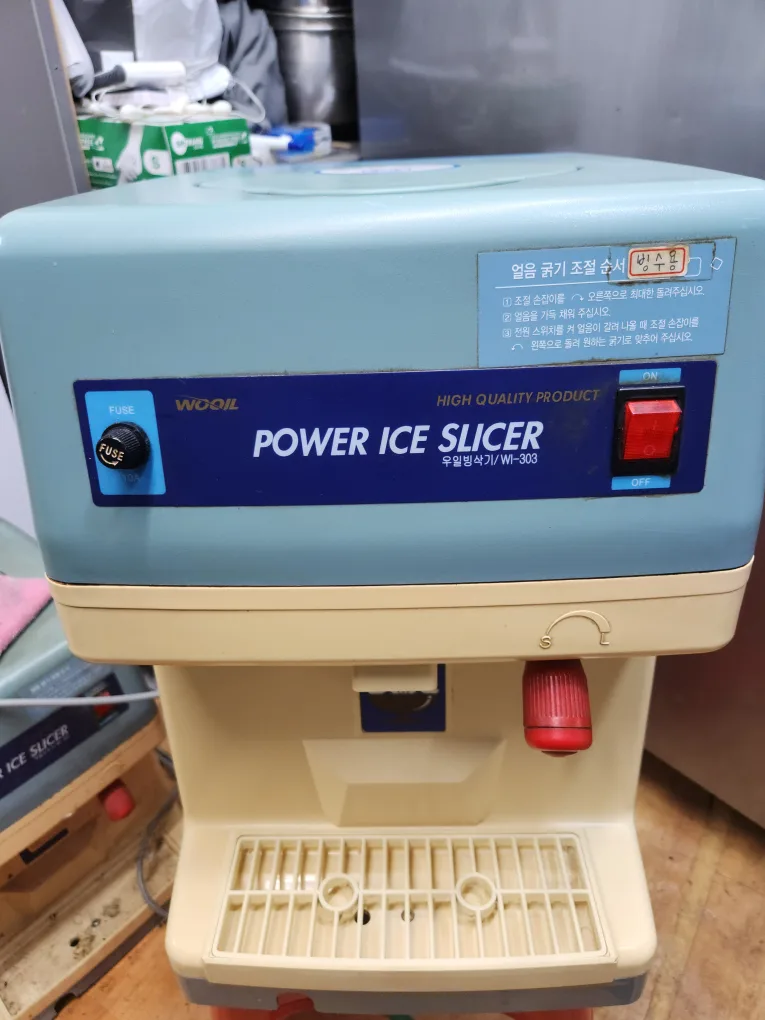 얼음 굵기 조절 순서
빙수용
① 조절 손잡이를 ↷ 오른쪽으로 최대한 돌려주십시오.
② 얼음을 가득 채워 주십시오.
③ 전원 스위치를 켜 얼음이 갈려 나올 때 조절 손잡이를
↶ 왼쪽으로 돌려 원하는 굵기로 맞추어 주십시오.
ON
FUSE
WOOIL
HIGH QUALITY PRODUCT
FUSE
POWER ICE SLICER
우일빙삭기/WI-303
OFF
S L
R ICE SLICER